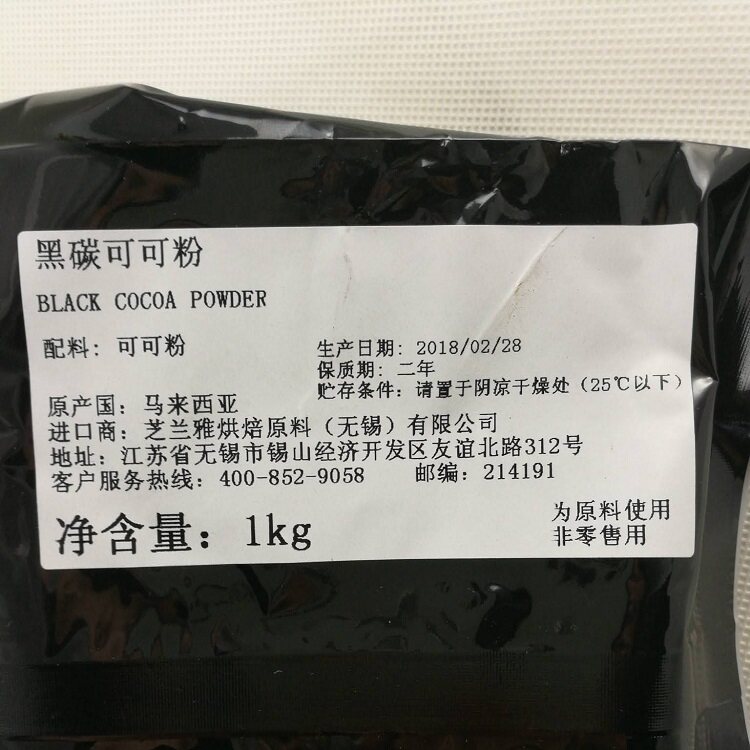 黑碳可可粉
BLACK COCOA POWDER
配料: 可可粉
生产日期: 2018/02/28
保质期: 二年
贮存条件: 请置于阴凉干燥处（25℃以下）
原产国: 马来西亚
进口商: 芝兰雅烘焙原料（无锡）有限公司
地址: 江苏省无锡市锡山经济开发区友谊北路312号
客户服务热线: 400-852-9058 邮编: 214191
净含量: 1kg
为原料使用
非零售用